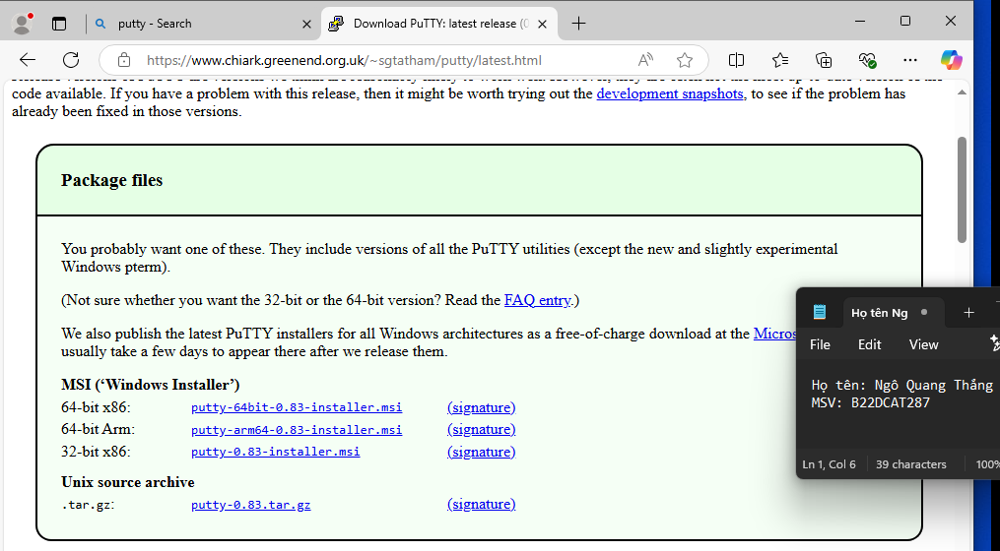 putty - Search
Download PuTTY: latest release (0
https://www.chiark.greenend.org.uk/~sgtatham/putty/latest.html
code available. If you have a problem with this release, then it might be worth trying out the development snapshots, to see if the problem has
already been fixed in those versions.
Package files
You probably want one of these. They include versions of all the PuTTY utilities (except the new and slightly experimental
Windows pterm).
(Not sure whether you want the 32-bit or the 64-bit version? Read the FAQ entry.)
We also publish the latest PuTTY installers for all Windows architectures as a free-of-charge download at the Micros
usually take a few days to appear there after we release them.
MSI (‘Windows Installer’)
64-bit x86: putty-64bit-0.83-installer.msi (signature)
64-bit Arm: putty-arm64-0.83-installer.msi (signature)
32-bit x86: putty-0.83-installer.msi (signature)
Unix source archive
.tar.gz: putty-0.83.tar.gz (signature)
Họ tên Ng
File Edit View
Họ tên: Ngô Quang Thắng
MSV: B22DCAT287
Ln 1, Col 6 39 characters 100%